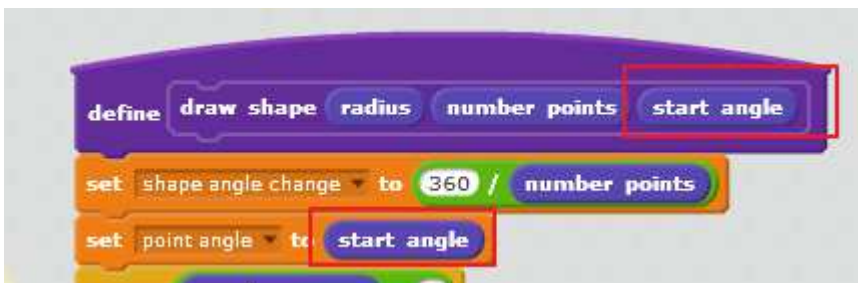 define draw shape radius number points start angle
set shape angle change to 360 / number points
set point angle to start angle